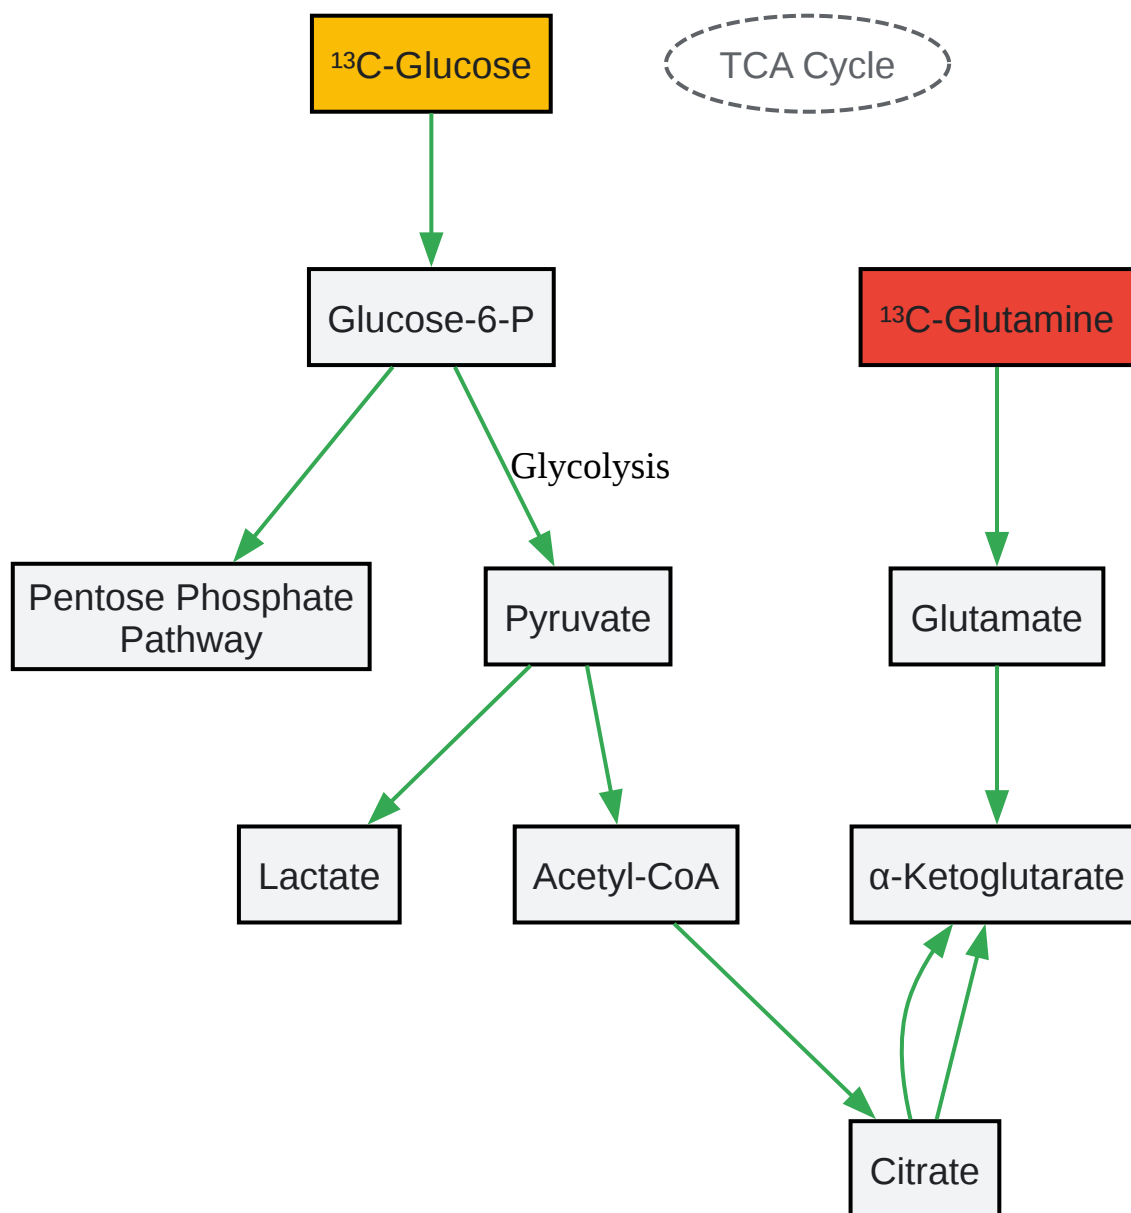 ¹³C-Glucose
TCA Cycle
Glucose-6-P
¹³C-Glutamine
Glycolysis
Pentose Phosphate
Pathway
Pyruvate
Glutamate
Lactate
Acetyl-CoA
α-Ketoglutarate
Citrate